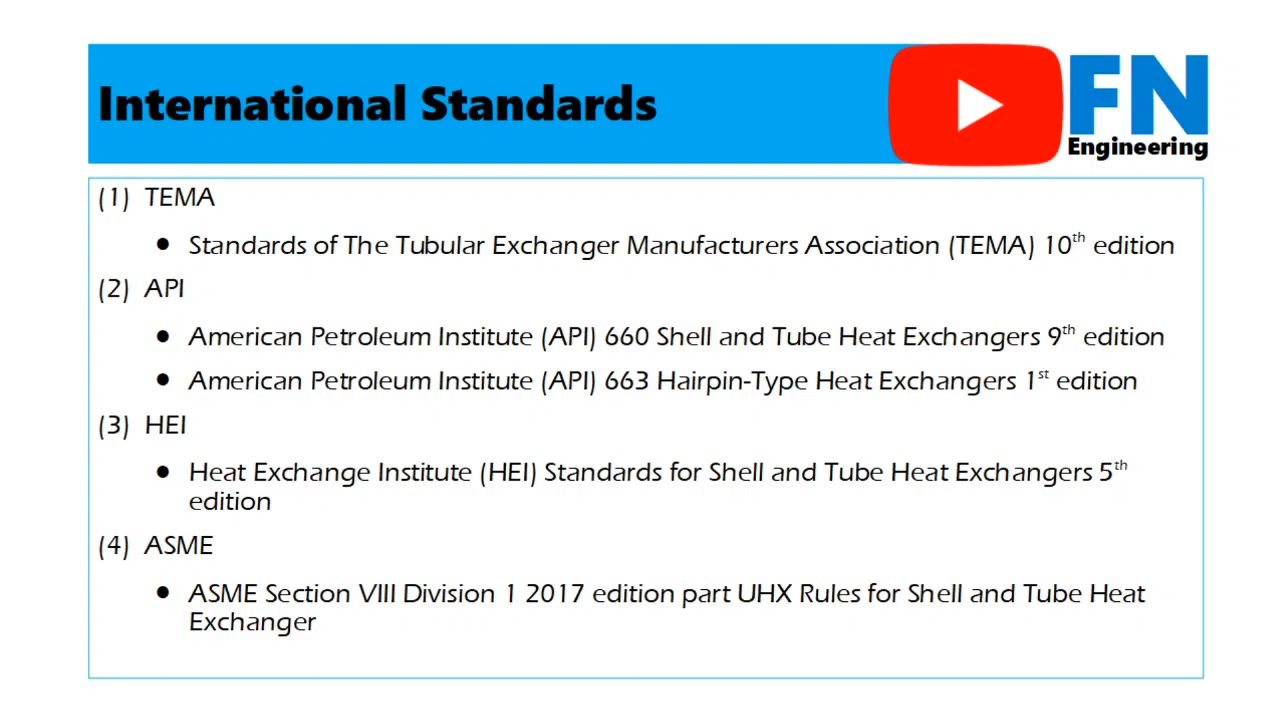 International Standards
FN
Engineering
(1) TEMA
● Standards of The Tubular Exchanger Manufacturers Association (TEMA) 10th edition
(2) API
● American Petroleum Institute (API) 660 Shell and Tube Heat Exchangers 9th edition
● American Petroleum Institute (API) 663 Hairpin-Type Heat Exchangers 1st edition
(3) HEI
● Heat Exchange Institute (HEI) Standards for Shell and Tube Heat Exchangers 5th
edition
(4) ASME
● ASME Section VIII Division 1 2017 edition part UHX Rules for Shell and Tube Heat
Exchanger